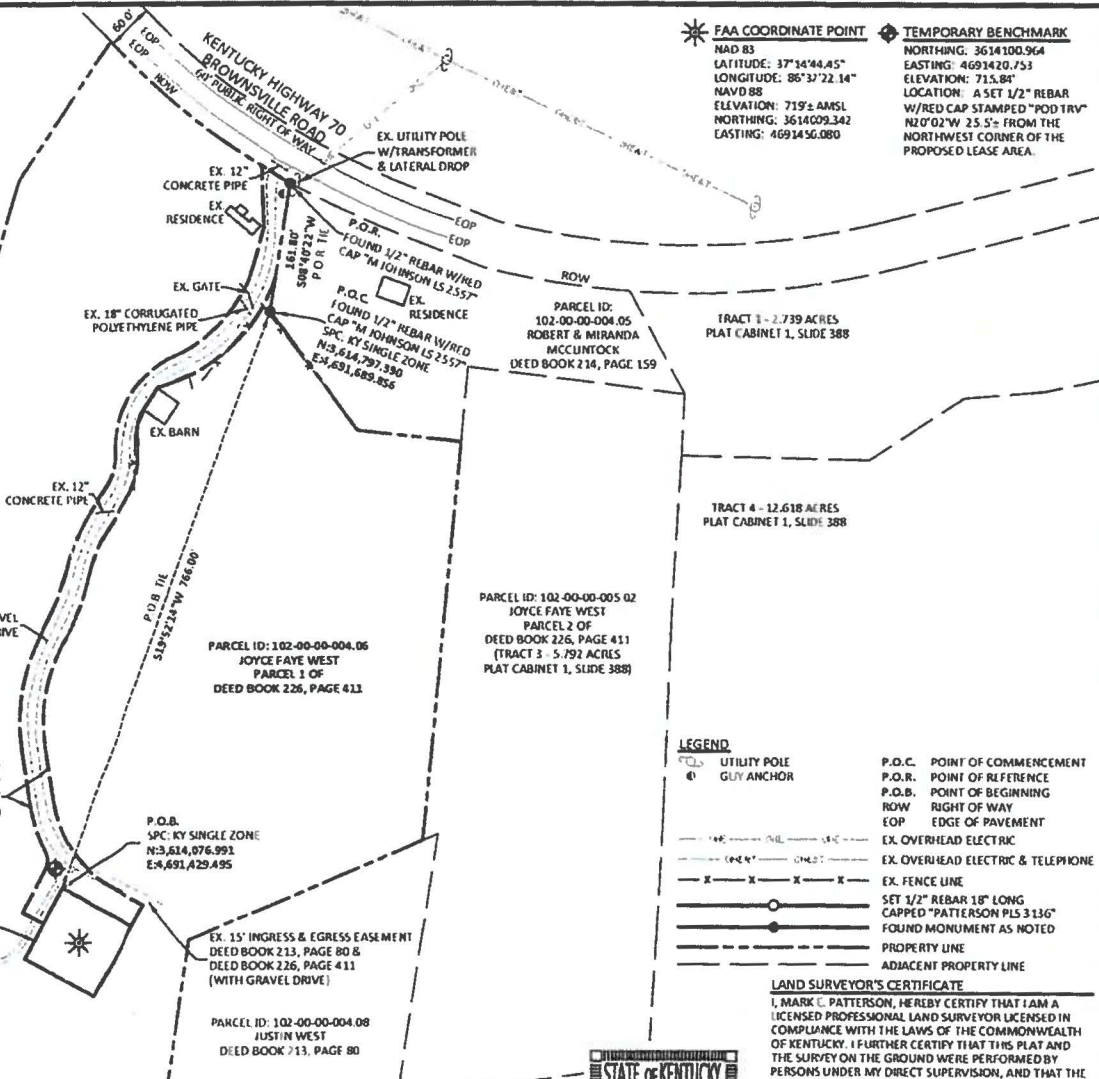 FAA COORDINATE POINT
NAD 83
LATITUDE: 37°14'44.45"
LONGITUDE: 86°37'22.14"
NAVD 88
ELEVATION: 719'± AMSL
NORTHING: 3614009.342
EASTING: 4691456.080
TEMPORARY BENCHMARK
NORTHING: 3614100.964
EASTING: 4691420.753
ELEVATION: 715.84'
LOCATION: A SET 1/2" REBAR
W/RED CAP STAMPED "POD TRV"
N20°02'W 25.5'± FROM THE
NORTHWEST CORNER OF THE
PROPOSED LEASE AREA.
60.0'
EOP
EOP
ROW
KENTUCKY HIGHWAY 70
BROWNSVILLE ROAD
60' PUBLIC RIGHT OF WAY
EX. UTILITY POLE
W/TRANSFORMER
& LATERAL DROP
EX. 12"
CONCRETE PIPE
EX.
RESIDENCE
EOP
EOP
ROW
161.80'
S08°40'22"W
P O R TIE
P.O.R.
FOUND 1/2" REBAR W/RED
CAP "M JOHNSON LS 2557"
EX.
RESIDENCE
P.O.C.
FOUND 1/2" REBAR W/RED
CAP "M JOHNSON LS 2557"
SPC: KY SINGLE ZONE
N:3,614,797.390
E:4,691,689.856
EX. GATE
EX. 18" CORRUGATED
POLYETHYLENE PIPE
PARCEL ID:
102-00-00-004.05
ROBERT & MIRANDA
MCCLINTOCK
DEED BOOK 214, PAGE 159
TRACT 1 - 2.739 ACRES
PLAT CABINET 1, SLIDE 388
EX. BARN
EX. 12"
CONCRETE PIPE
TRACT 4 - 12.618 ACRES
PLAT CABINET 1, SLIDE 388
P.O.B. TIE
S19°52'14"W 766.00'
VEL
RIVE
PARCEL ID: 102-00-00-004.06
JOYCE FAYE WEST
PARCEL 1 OF
DEED BOOK 226, PAGE 411
PARCEL ID: 102-00-00-005 02
JOYCE FAYE WEST
PARCEL 2 OF
DEED BOOK 226, PAGE 411
(TRACT 3 - 5.792 ACRES
PLAT CABINET 1, SLIDE 388)
P.O.B.
SPC: KY SINGLE ZONE
N:3,614,076.991
E:4,691,429.495
EX. 15' INGRESS & EGRESS EASEMENT
DEED BOOK 213, PAGE 80 &
DEED BOOK 226, PAGE 411
(WITH GRAVEL DRIVE)
PARCEL ID: 102-00-00-004.08
JUSTIN WEST
DEED BOOK 213, PAGE 80
LEGEND
UTILITY POLE
GUY ANCHOR
P.O.C. POINT OF COMMENCEMENT
P.O.R. POINT OF REFERENCE
P.O.B. POINT OF BEGINNING
ROW RIGHT OF WAY
EOP EDGE OF PAVEMENT
EX. OVERHEAD ELECTRIC
EX. OVERHEAD ELECTRIC & TELEPHONE
X X X X EX. FENCE LINE
SET 1/2" REBAR 18" LONG
CAPPED "PATTERSON PLS 3136"
FOUND MONUMENT AS NOTED
PROPERTY LINE
ADJACENT PROPERTY LINE
LAND SURVEYOR'S CERTIFICATE
I, MARK E. PATTERSON, HEREBY CERTIFY THAT I AM A
LICENSED PROFESSIONAL LAND SURVEYOR LICENSED IN
COMPLIANCE WITH THE LAWS OF THE COMMONWEALTH
OF KENTUCKY. I FURTHER CERTIFY THAT THIS PLAT AND
THE SURVEY ON THE GROUND WERE PERFORMED BY
PERSONS UNDER MY DIRECT SUPERVISION, AND THAT THE
STATE OF KENTUCKY